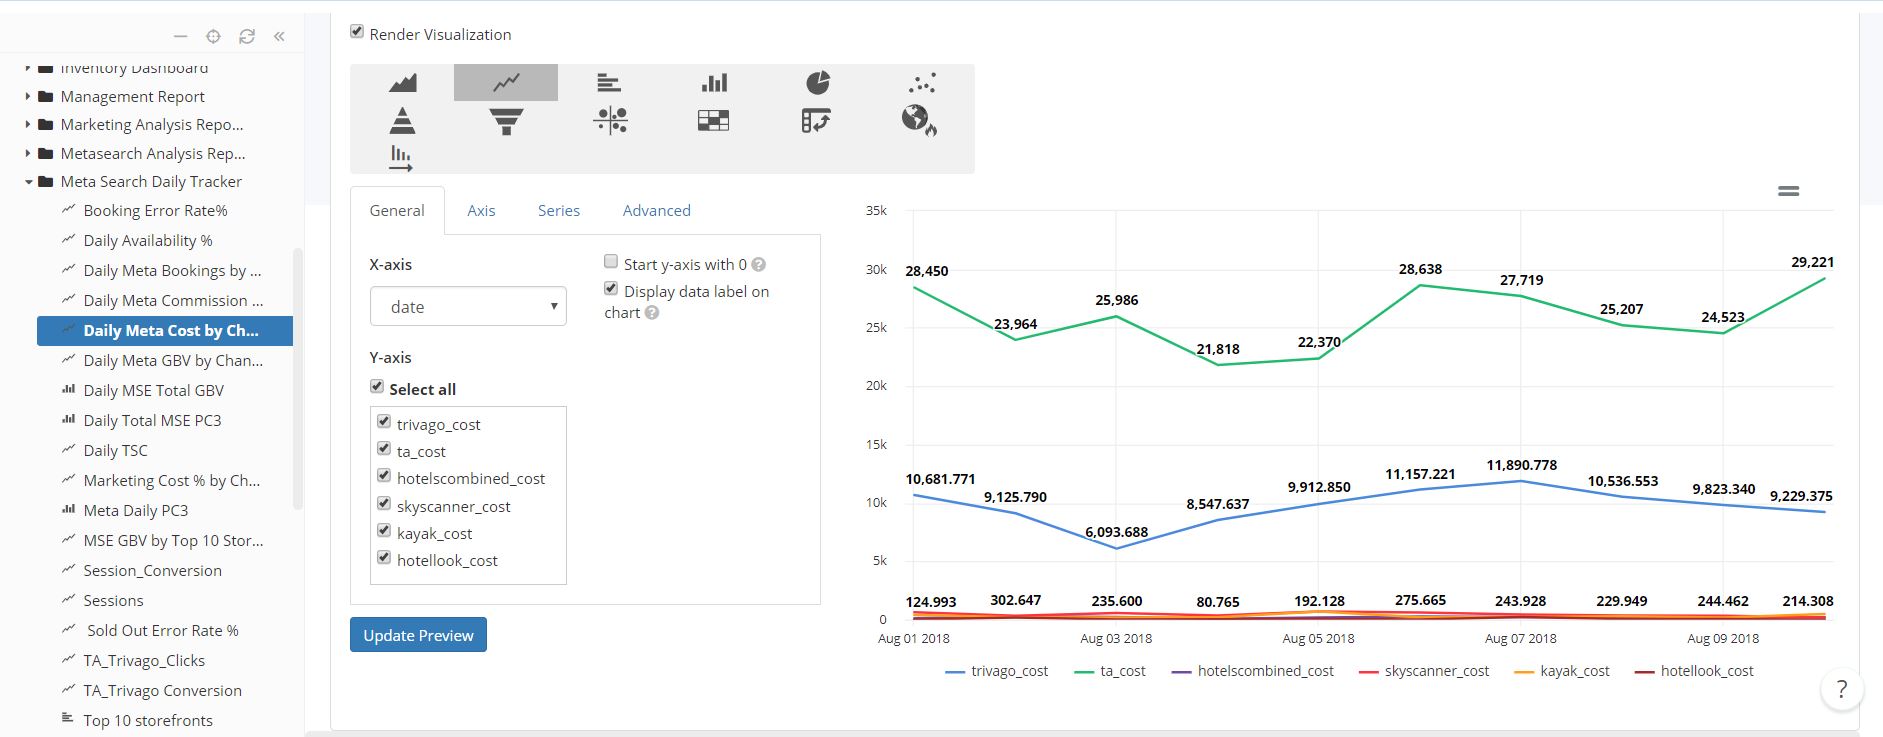 Inventory Dashboard
Management Report
Marketing Analysis Repo...
Metasearch Analysis Rep...
Meta Search Daily Tracker
Booking Error Rate%
Daily Availability %
Daily Meta Bookings by ...
Daily Meta Commission ...
Daily Meta Cost by Ch...
Daily Meta GBV by Chan...
Daily MSE Total GBV
Daily Total MSE PC3
Daily TSC
Marketing Cost % by Ch...
Meta Daily PC3
MSE GBV by Top 10 Stor...
Session_Conversion
Sessions
Sold Out Error Rate %
TA_Trivago_Clicks
TA_Trivago Conversion
Top 10 storefronts
Render Visualization
General Axis Series Advanced
X-axis
date
Start y-axis with 0 ?
Display data label on
chart ?
Y-axis
Select all
trivago_cost
ta_cost
hotelscombined_cost
skyscanner_cost
kayak_cost
hotellook_cost
Update Preview
35k
30k
25k
20k
15k
10k
5k
0
28,450 23,964 25,986 21,818 22,370 28,638 27,719 25,207 24,523 29,221
10,681.771 9,125.790 6,093.688 8,547.637 9,912.850 11,157.221 11,890.778 10,536.553 9,823.340 9,229.375
124.993 302.647 235.600 80.765 192.128 275.665 243.928 229.949 244.462 214.308
Aug 01 2018 Aug 03 2018 Aug 05 2018 Aug 07 2018 Aug 09 2018
trivago_cost ta_cost hotelscombined_cost skyscanner_cost kayak_cost hotellook_cost
?